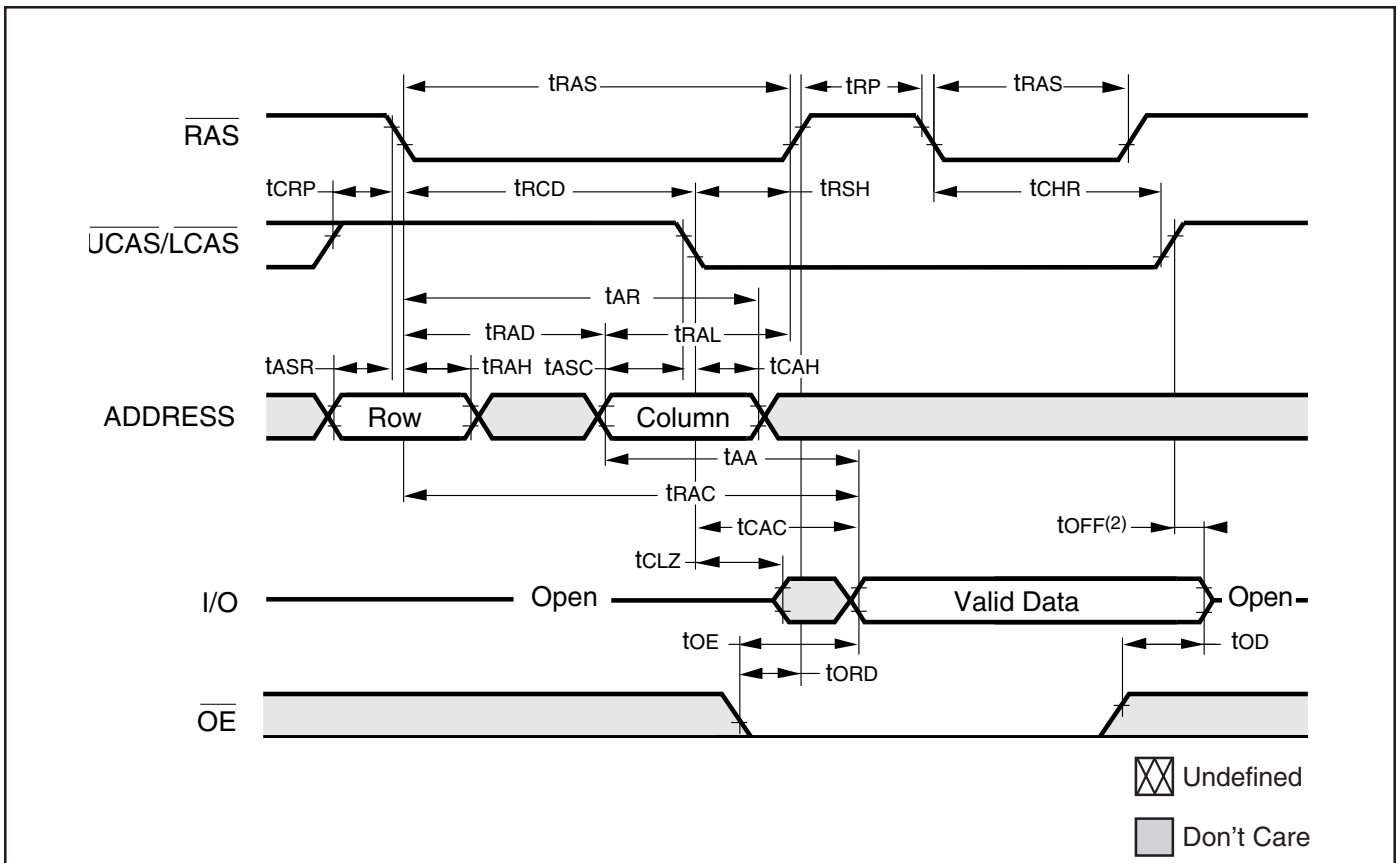 tRAS tRP tRAS
RAS
tCRP tRCD tRSH tCHR
UCAS/LCAS
tAR
tRAD tRAL
tASR tRAH tASC tCAH
ADDRESS Row Column
tAA
tRAC
tCAC tOFF(2)
tCLZ
I/O Open Valid Data Open
tOE tOD
tORD
OE
Undefined
Don't Care